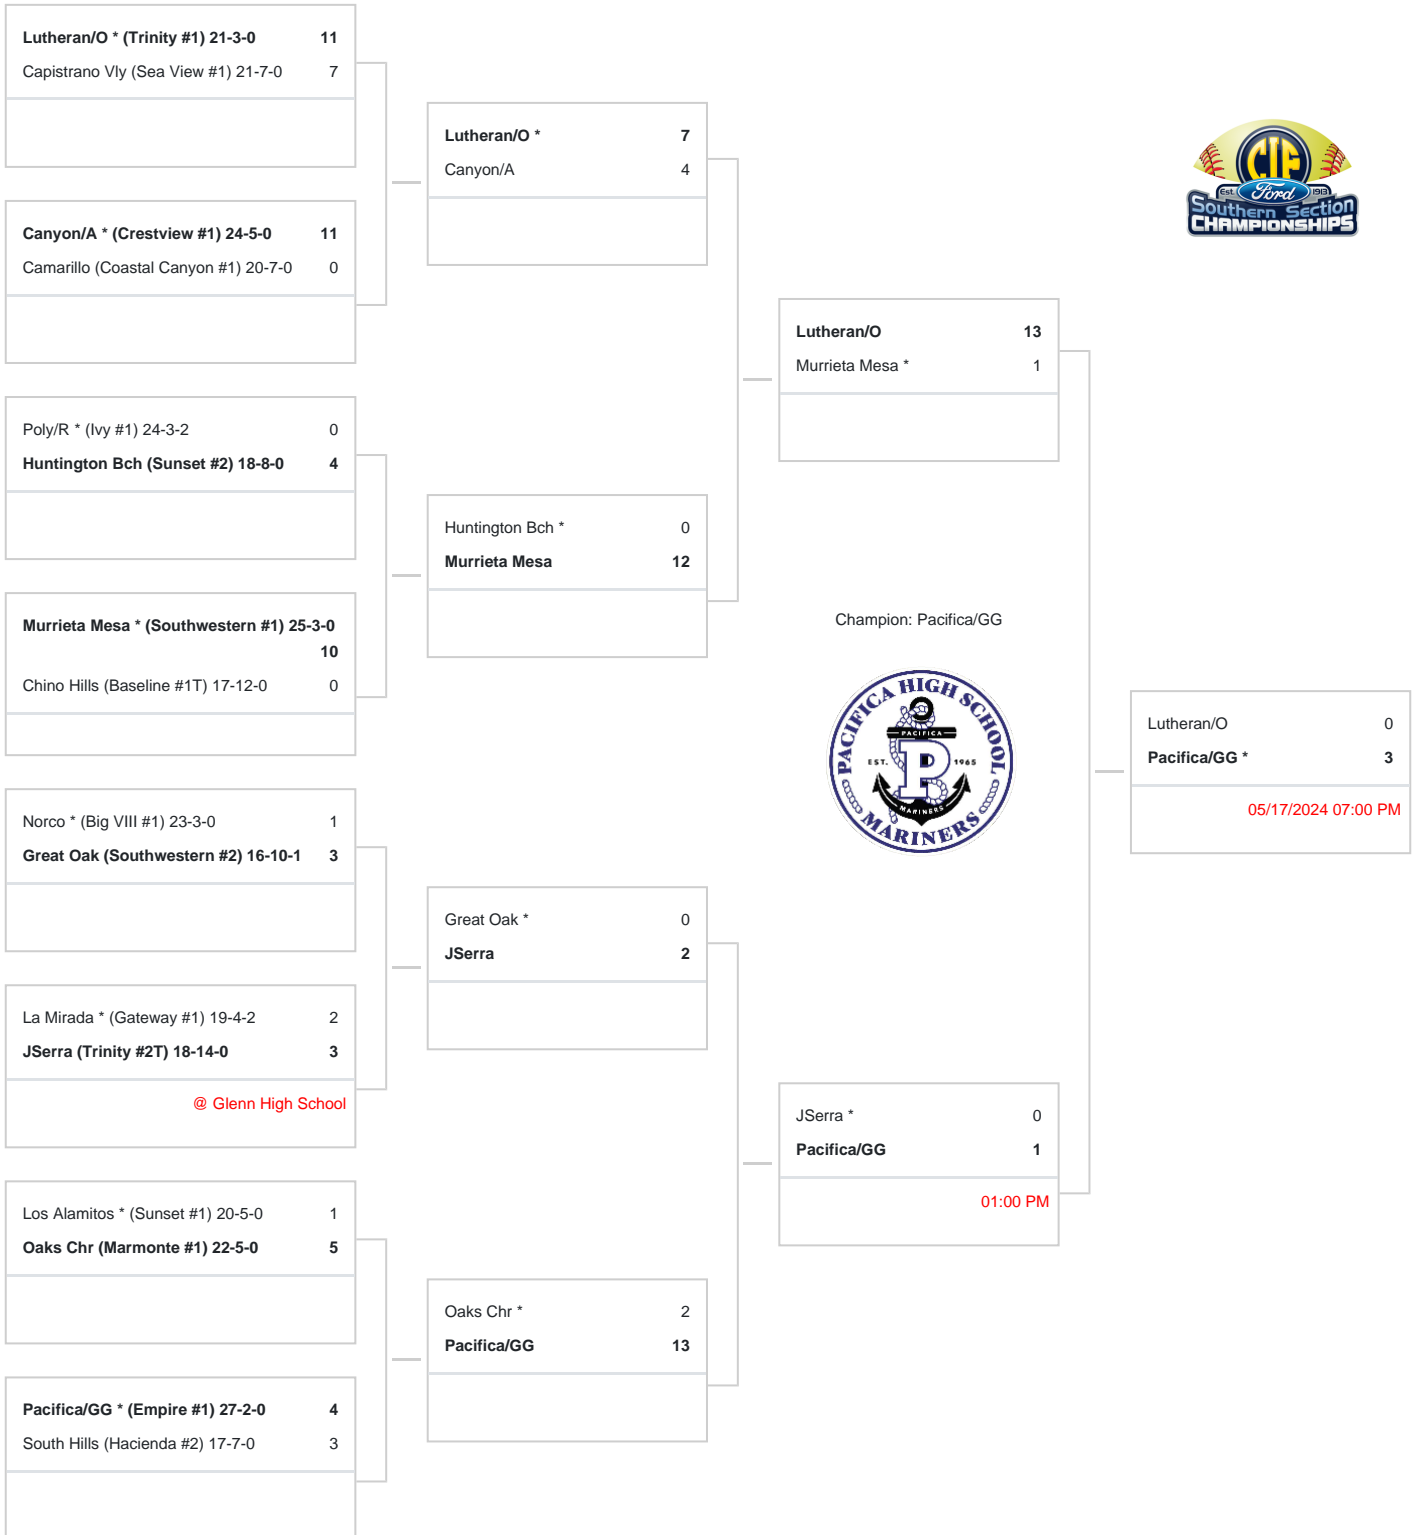 Lutheran/O * (Trinity #1) 21-3-0 11
Capistrano Vly (Sea View #1) 21-7-0 7
Canyon/A * (Crestview #1) 24-5-0 11
Camarillo (Coastal Canyon #1) 20-7-0 0
Poly/R * (Ivy #1) 24-3-2 0
Huntington Bch (Sunset #2) 18-8-0 4
Murrieta Mesa * (Southwestern #1) 25-3-0
10
Chino Hills (Baseline #1T) 17-12-0 0
Norco * (Big VIII #1) 23-3-0 1
Great Oak (Southwestern #2) 16-10-1 3
La Mirada * (Gateway #1) 19-4-2 2
JSerra (Trinity #2T) 18-14-0 3
@ Glenn High School
Los Alamitos * (Sunset #1) 20-5-0 1
Oaks Chr (Marmonte #1) 22-5-0 5
Pacifica/GG * (Empire #1) 27-2-0 4
South Hills (Hacienda #2) 17-7-0 3
Lutheran/O * 7
Canyon/A 4
Huntington Bch * 0
Murrieta Mesa 12
Great Oak * 0
JSerra 2
Oaks Chr * 2
Pacifica/GG 13
Lutheran/O 13
Murrieta Mesa * 1
JSerra * 0
Pacifica/GG 1
01:00 PM
Champion: Pacifica/GG
PACIFICA HIGH SCHOOL
PACIFICA
EST. P 1965
MARINERS
MARINERS
Lutheran/O 0
Pacifica/GG * 3
05/17/2024 07:00 PM
CIF
Est. Ford 1913
Southern Section
CHAMPIONSHIPS